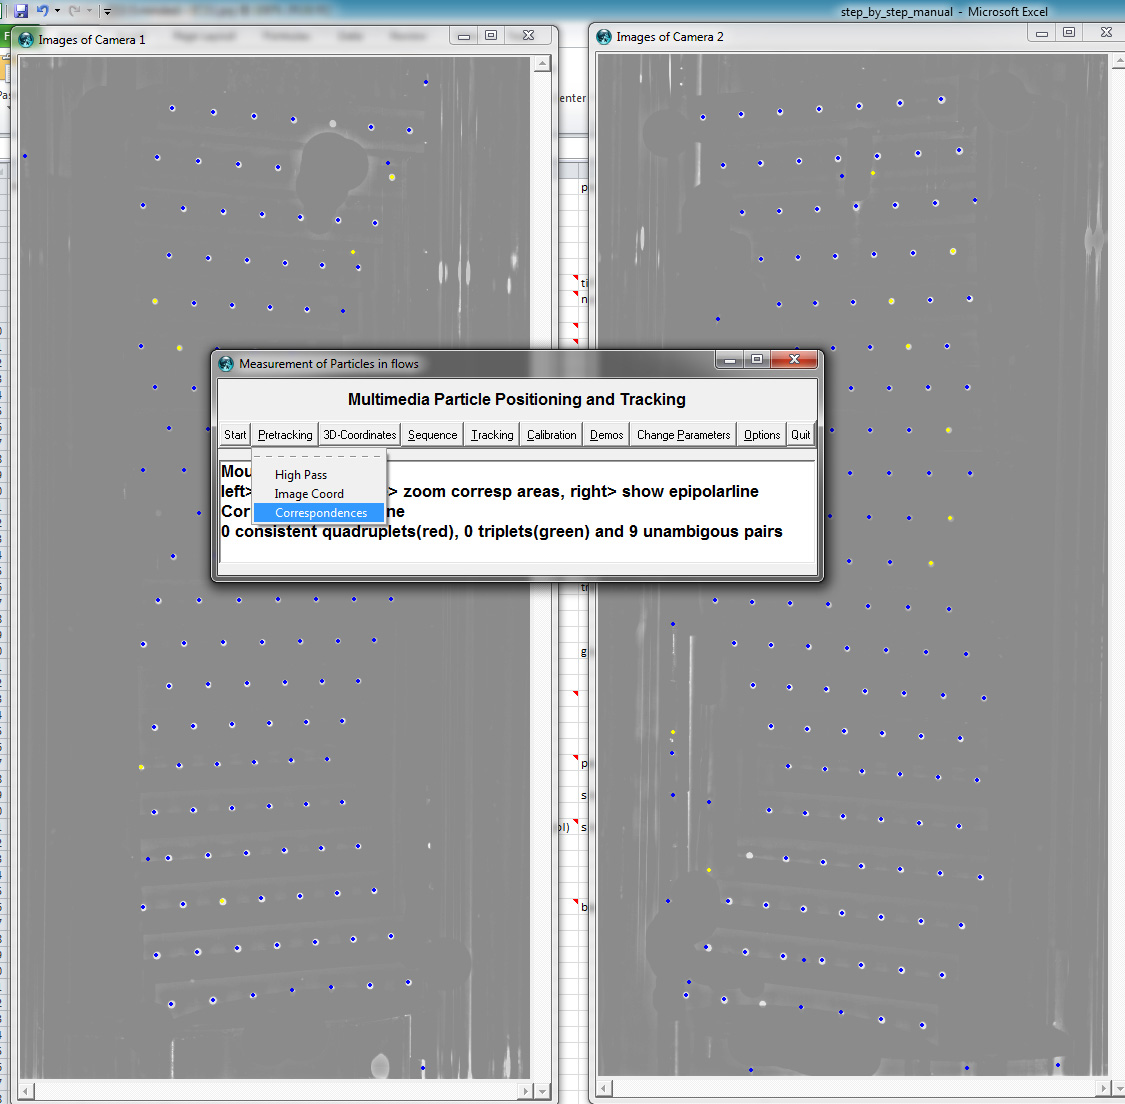 step_by_step_manual - Microsoft Excel
Images of Camera 1
Images of Camera 2
enter
p
ti
n
Measurement of Particles in flows
Multimedia Particle Positioning and Tracking
Start Pretracking 3D-Coordinates Sequence Tracking Calibration Demos Change Parameters Options Quit
High Pass
Image Coord
Correspondences
Mou
left> > zoom corresp areas, right> show epipolarline
Cor ne
0 consistent quadruplets(red), 0 triplets(green) and 9 unambigous pairs
g
p
s
ol) s
b